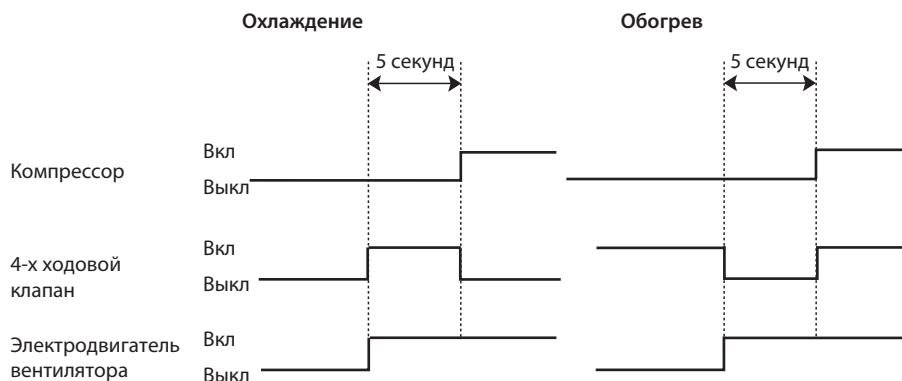 Охлаждение
Обогрев
5 секунд
5 секунд
Компрессор
Вкл
Выкл
4-х ходовой
клапан
Вкл
Выкл
Электродвигатель
вентилятора
Вкл
Выкл